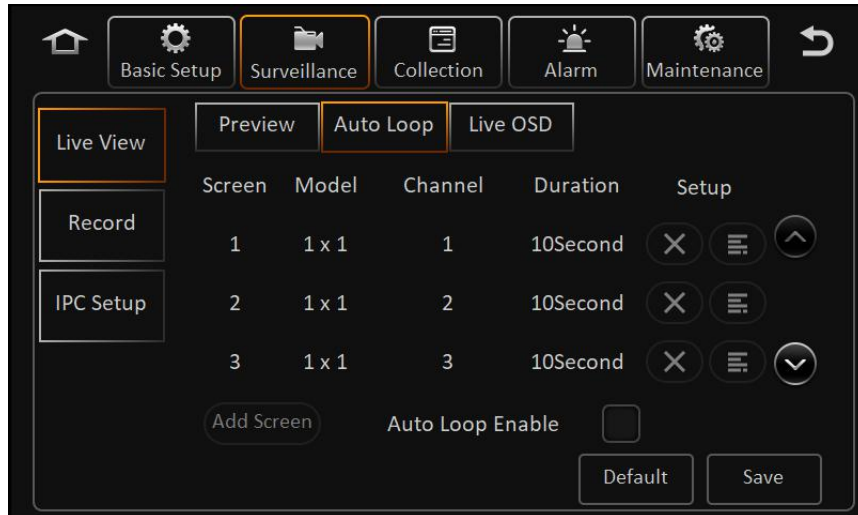 Basic Setup Surveillance Collection Alarm Maintenance
Live View
Record
IPC Setup
Preview Auto Loop Live OSD
Screen Model Channel Duration Setup
1 1 x 1 1 10Second
2 1 x 1 2 10Second
3 1 x 1 3 10Second
Add Screen Auto Loop Enable
Default Save